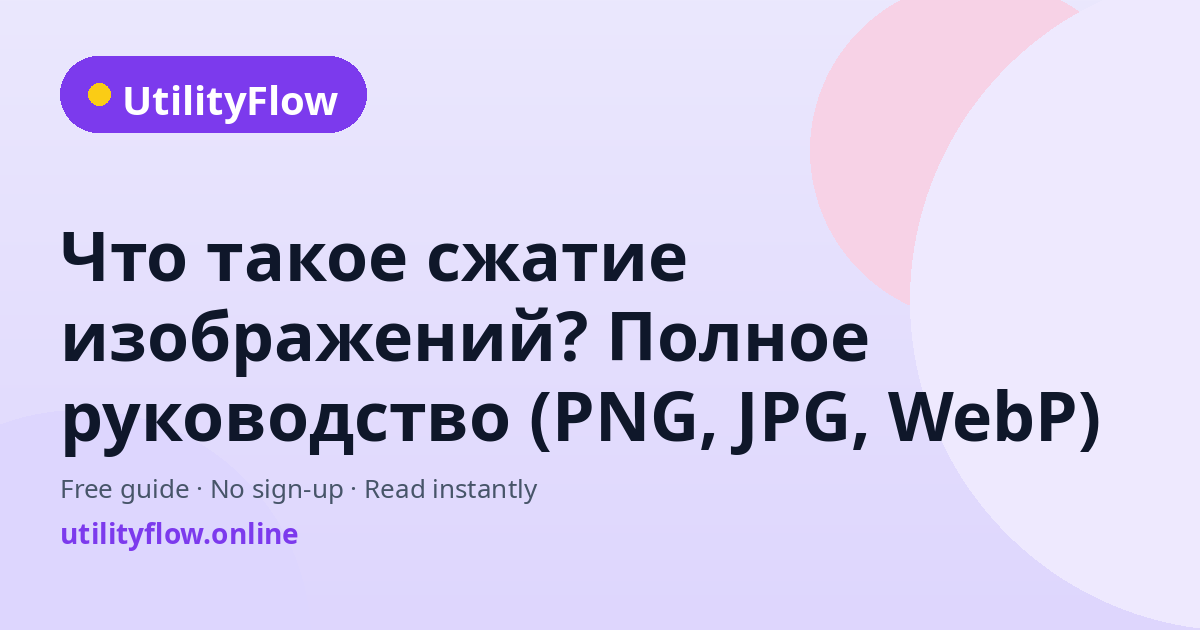 UtilityFlow
Что такое сжатие
изображений? Полное
руководство (PNG, JPG, WebP)
Free guide · No sign-up · Read instantly
utilityflow.online